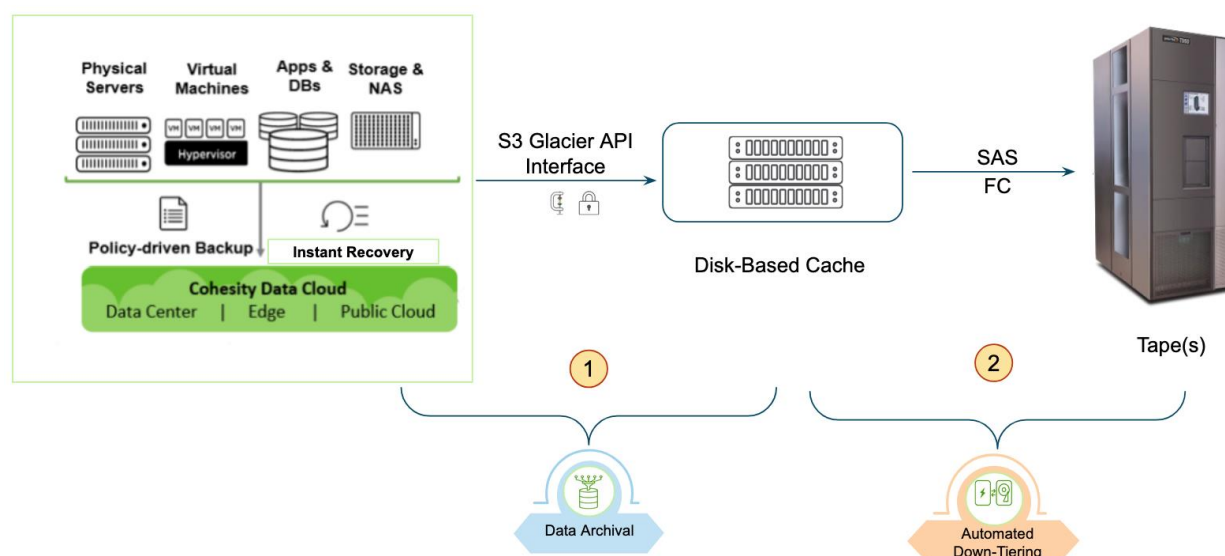 Physical
Servers
Virtual
Machines
Apps &
DBs
Storage &
NAS
VM VM VM VM
Hypervisor
Policy-driven Backup
Instant Recovery
Cohesity Data Cloud
Data Center | Edge | Public Cloud
S3 Glacier API
Interface
Disk-Based Cache
SAS
FC
Tape(s)
1
2
Data Archival
Automated
Down-Tiering